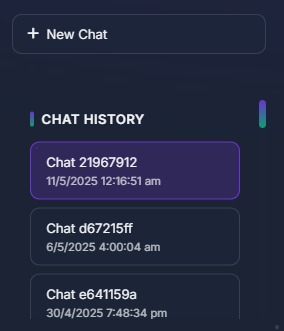 + New Chat
CHAT HISTORY
Chat 21967912
11/5/2025 12:16:51 am
Chat d67215ff
6/5/2025 4:00:04 am
Chat e641159a
30/4/2025 7:48:34 pm